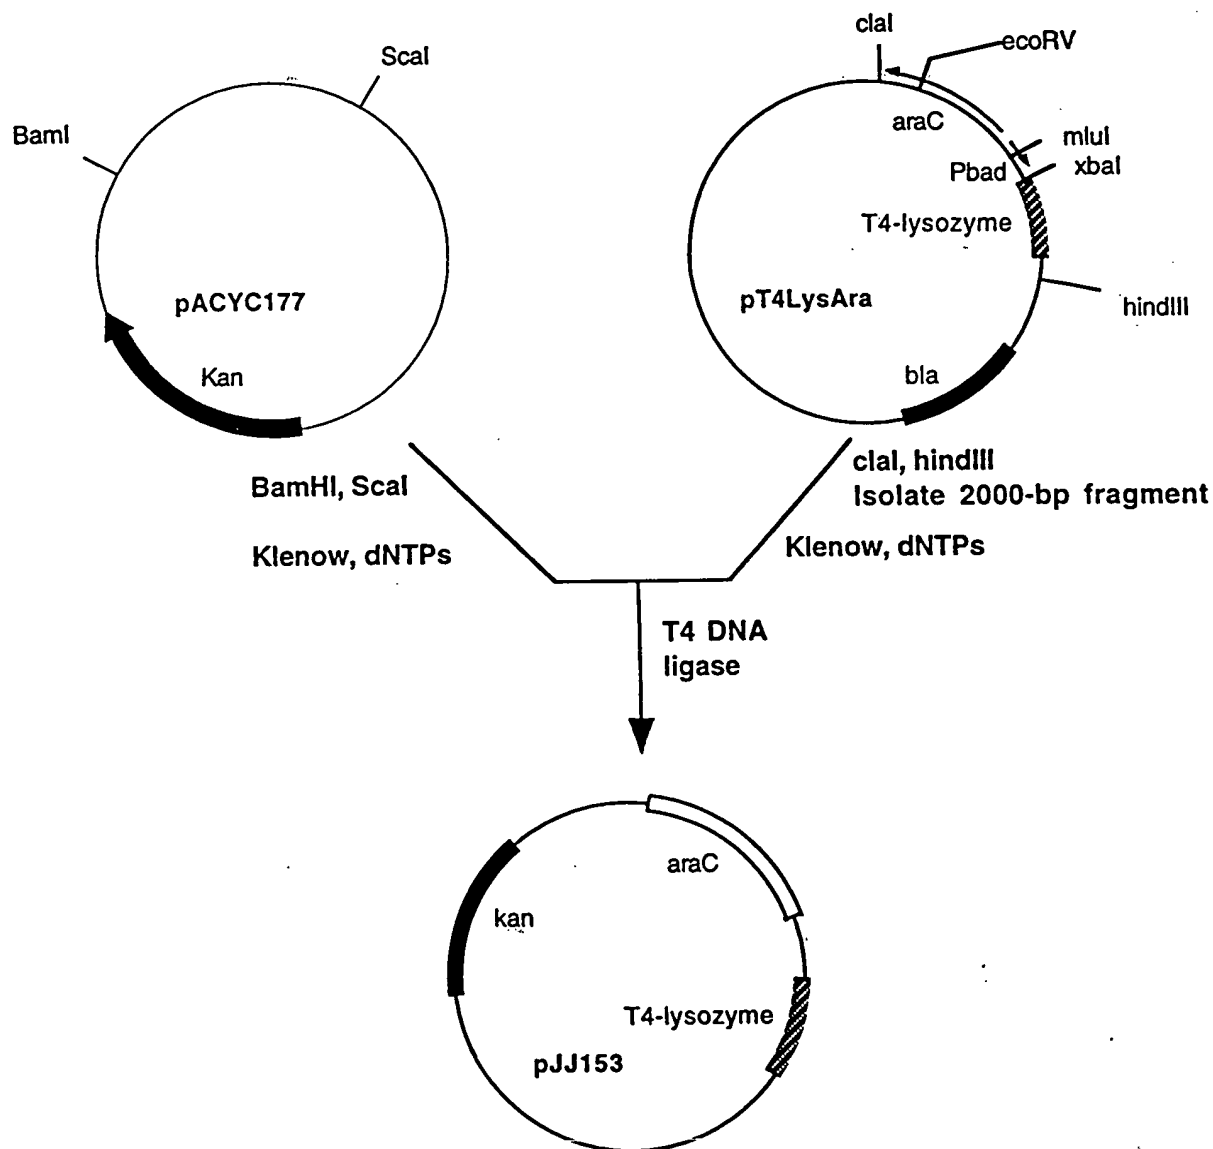 ScaI
BamI
pACYC177
Kan
claI
ecoRV
araC
mluI
Pbad
xbaI
T4-lysozyme
pT4LysAra
hindIII
bla
BamHI, ScaI
Klenow, dNTPs
claI, hindIII
Isolate 2000-bp fragment
Klenow, dNTPs
T4 DNA
ligase
araC
kan
T4-lysozyme
pJJ153